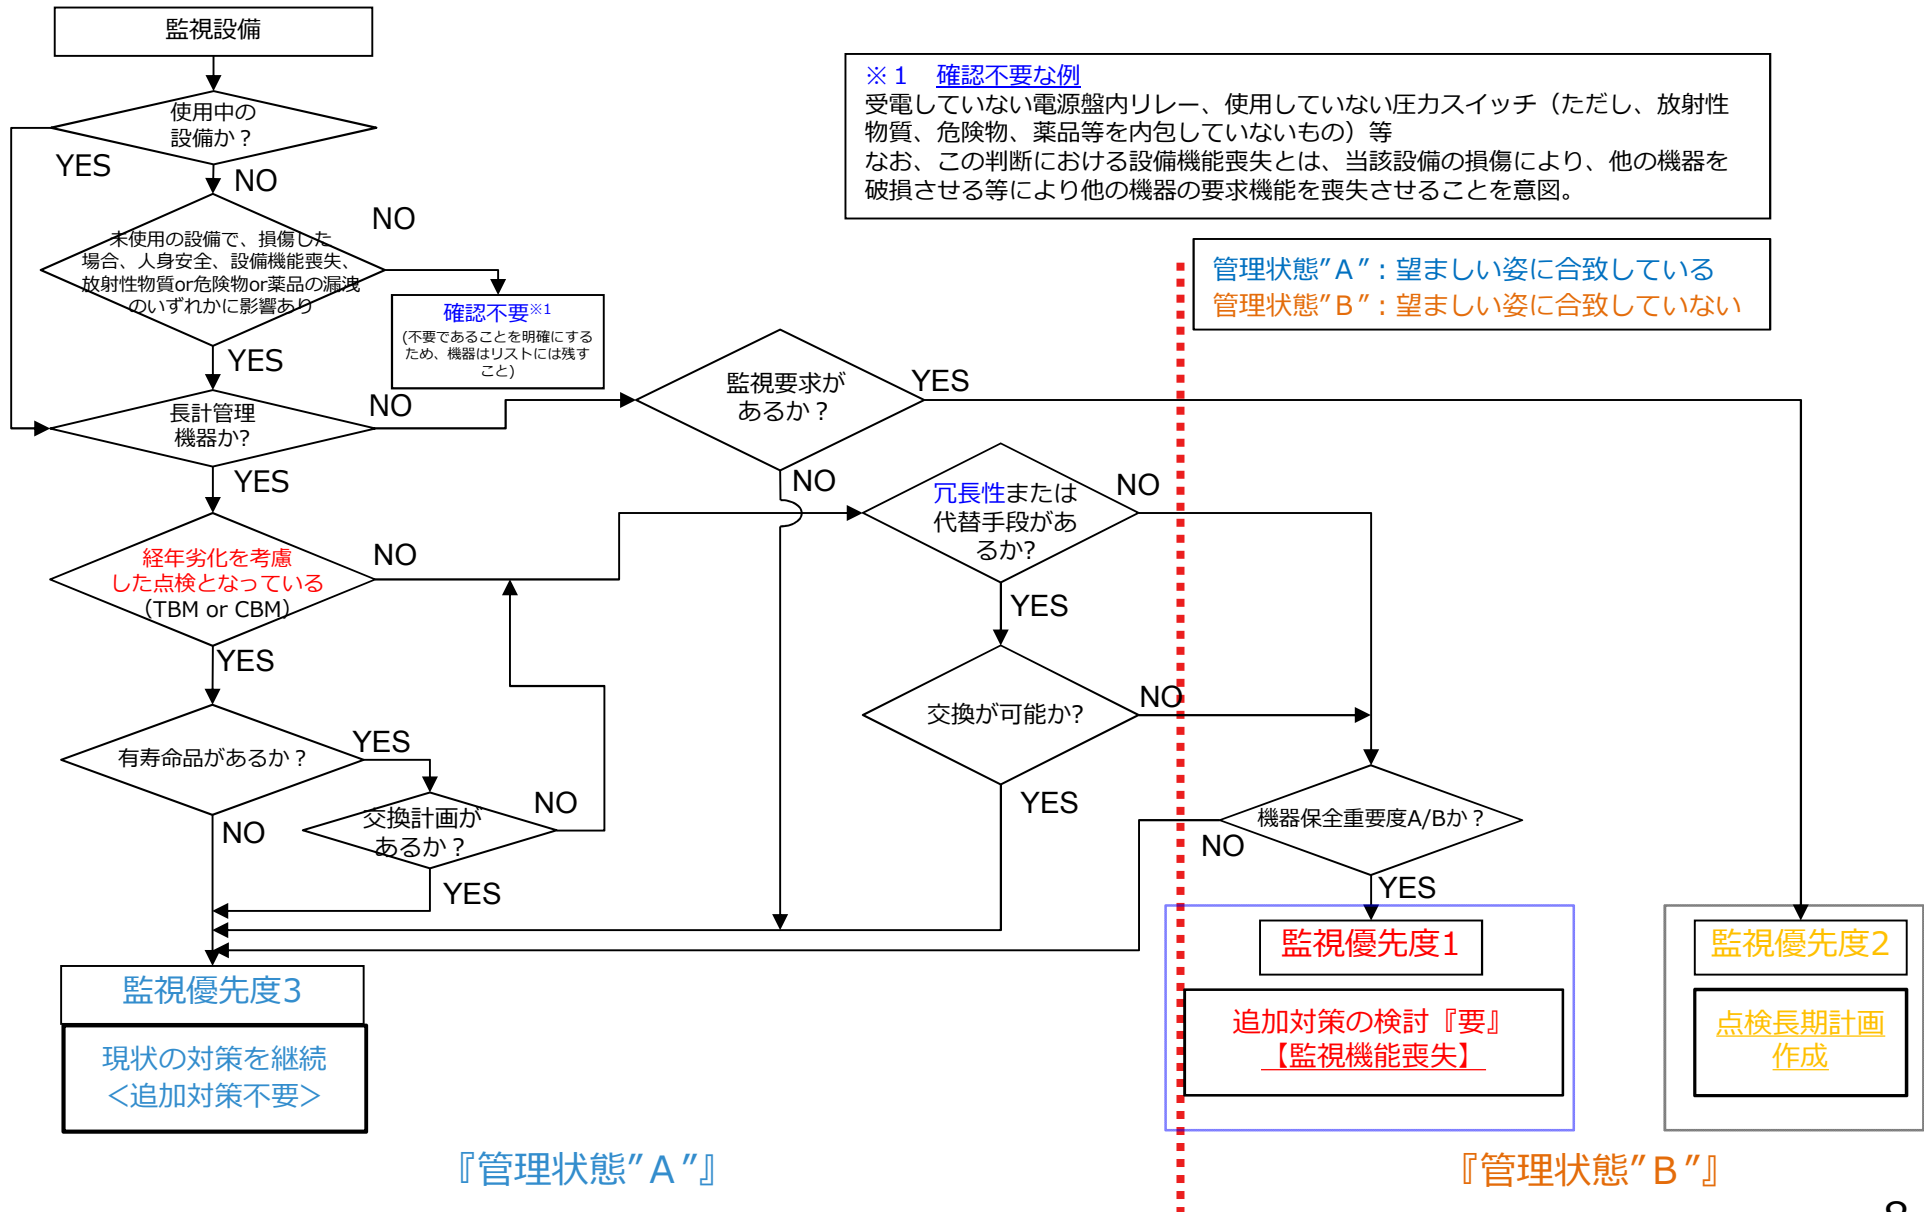 監視設備
使用中の
設備か？
YES
NO
未使用の設備で、損傷した
場合、人身安全、設備機能喪失、
放射性物質or危険物or薬品の漏洩
のいずれかに影響あり
NO
YES
確認不要※1
(不要であることを明確にする
ため、機器はリストには残す
こと)
※１　確認不要な例
受電していない電源盤内リレー、使用していない圧力スイッチ（ただし、放射性
物質、危険物、薬品等を内包していないもの）等
なお、この判断における設備機能喪失とは、当該設備の損傷により、他の機器を
破損させる等により他の機器の要求機能を喪失させることを意図。
管理状態”Ａ”：望ましい姿に合致している
管理状態”Ｂ”：望ましい姿に合致していない
長計管理
機器か?
NO
YES
監視要求が
あるか？
YES
NO
冗長性または
代替手段があ
るか?
NO
YES
経年劣化を考慮
した点検となっている
（TBM or CBM）
NO
YES
交換が可能か?
NO
YES
有寿命品があるか？
YES
NO
交換計画が
あるか？
NO
YES
機器保全重要度A/Bか？
NO
YES
監視優先度3
現状の対策を継続
＜追加対策不要＞
監視優先度1
追加対策の検討『要』
【監視機能喪失】
監視優先度2
点検長期計画
作成
『管理状態”Ａ”』
『管理状態”Ｂ”』